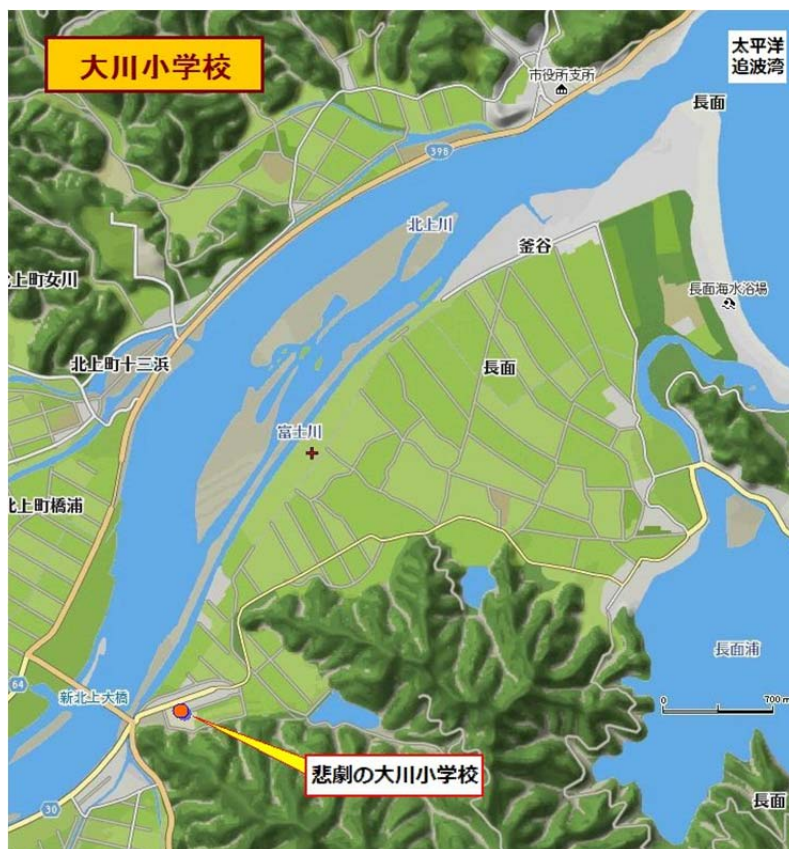 大川小学校
太平洋
追波湾
市役所支所
長面
398
北上川
釜谷
長面海水浴場
北上町女川
北上町十三浜
長面
富士川
北上町橋浦
長面浦
64
新北上大橋
0
700 m
悲劇の大川小学校
30
長面